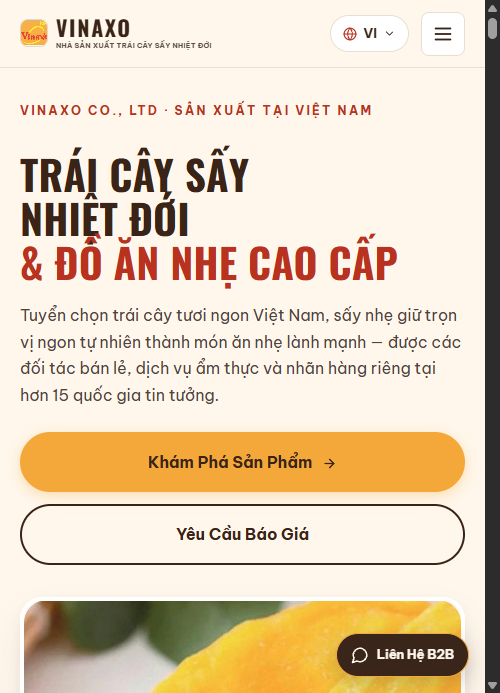 Vinaxo
VINAXO
NHÀ SẢN XUẤT TRÁI CÂY SẤY NHIỆT ĐỚI
VI
VINAXO CO., LTD · SẢN XUẤT TẠI VIỆT NAM
TRÁI CÂY SẤY
NHIỆT ĐỚI
& ĐỒ ĂN NHẸ CAO CẤP
Tuyển chọn trái cây tươi ngon Việt Nam, sấy nhẹ giữ trọn
vị ngon tự nhiên thành món ăn nhẹ lành mạnh — được các
đối tác bán lẻ, dịch vụ ẩm thực và nhãn hàng riêng tại
hơn 15 quốc gia tin tưởng.
Khám Phá Sản Phẩm →
Yêu Cầu Báo Giá
Liên Hệ B2B